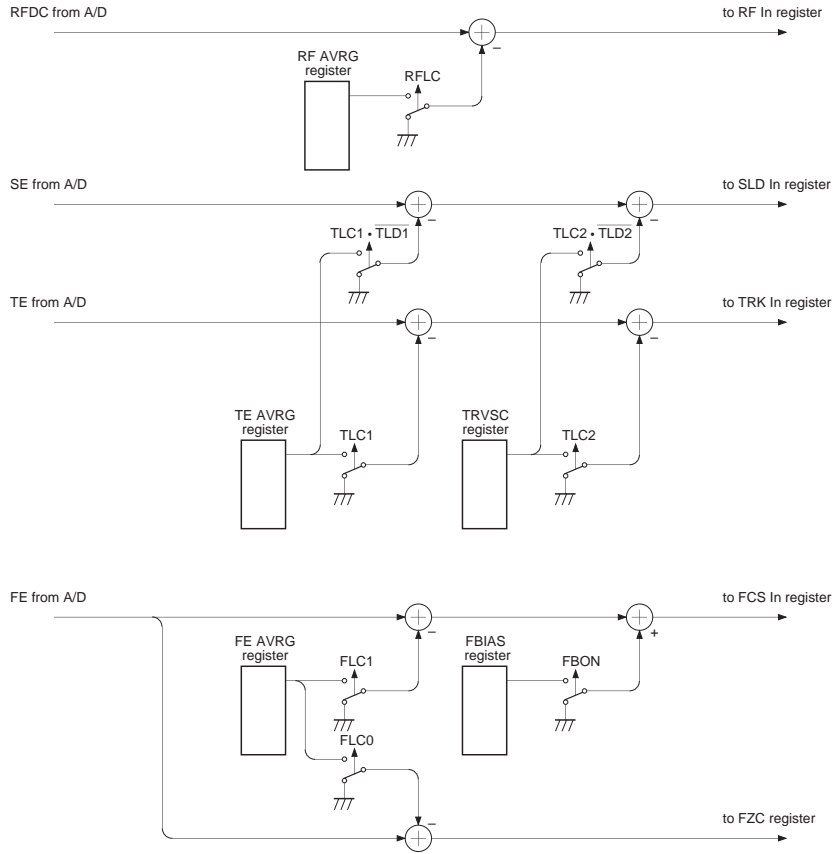 RFDC from A/D
to RF In register
–
RF AVRG
register
RFLC
SE from A/D
to SLD In register
–
–
TLC1 • T̅L̅D̅1̅
TLC2 • T̅L̅D̅2̅
TE from A/D
to TRK In register
–
–
TE AVRG
register
TLC1
TRVSC
register
TLC2
FE from A/D
to FCS In register
–
+
FE AVRG
register
FLC1
FBIAS
register
FBON
FLC0
–
to FZC register